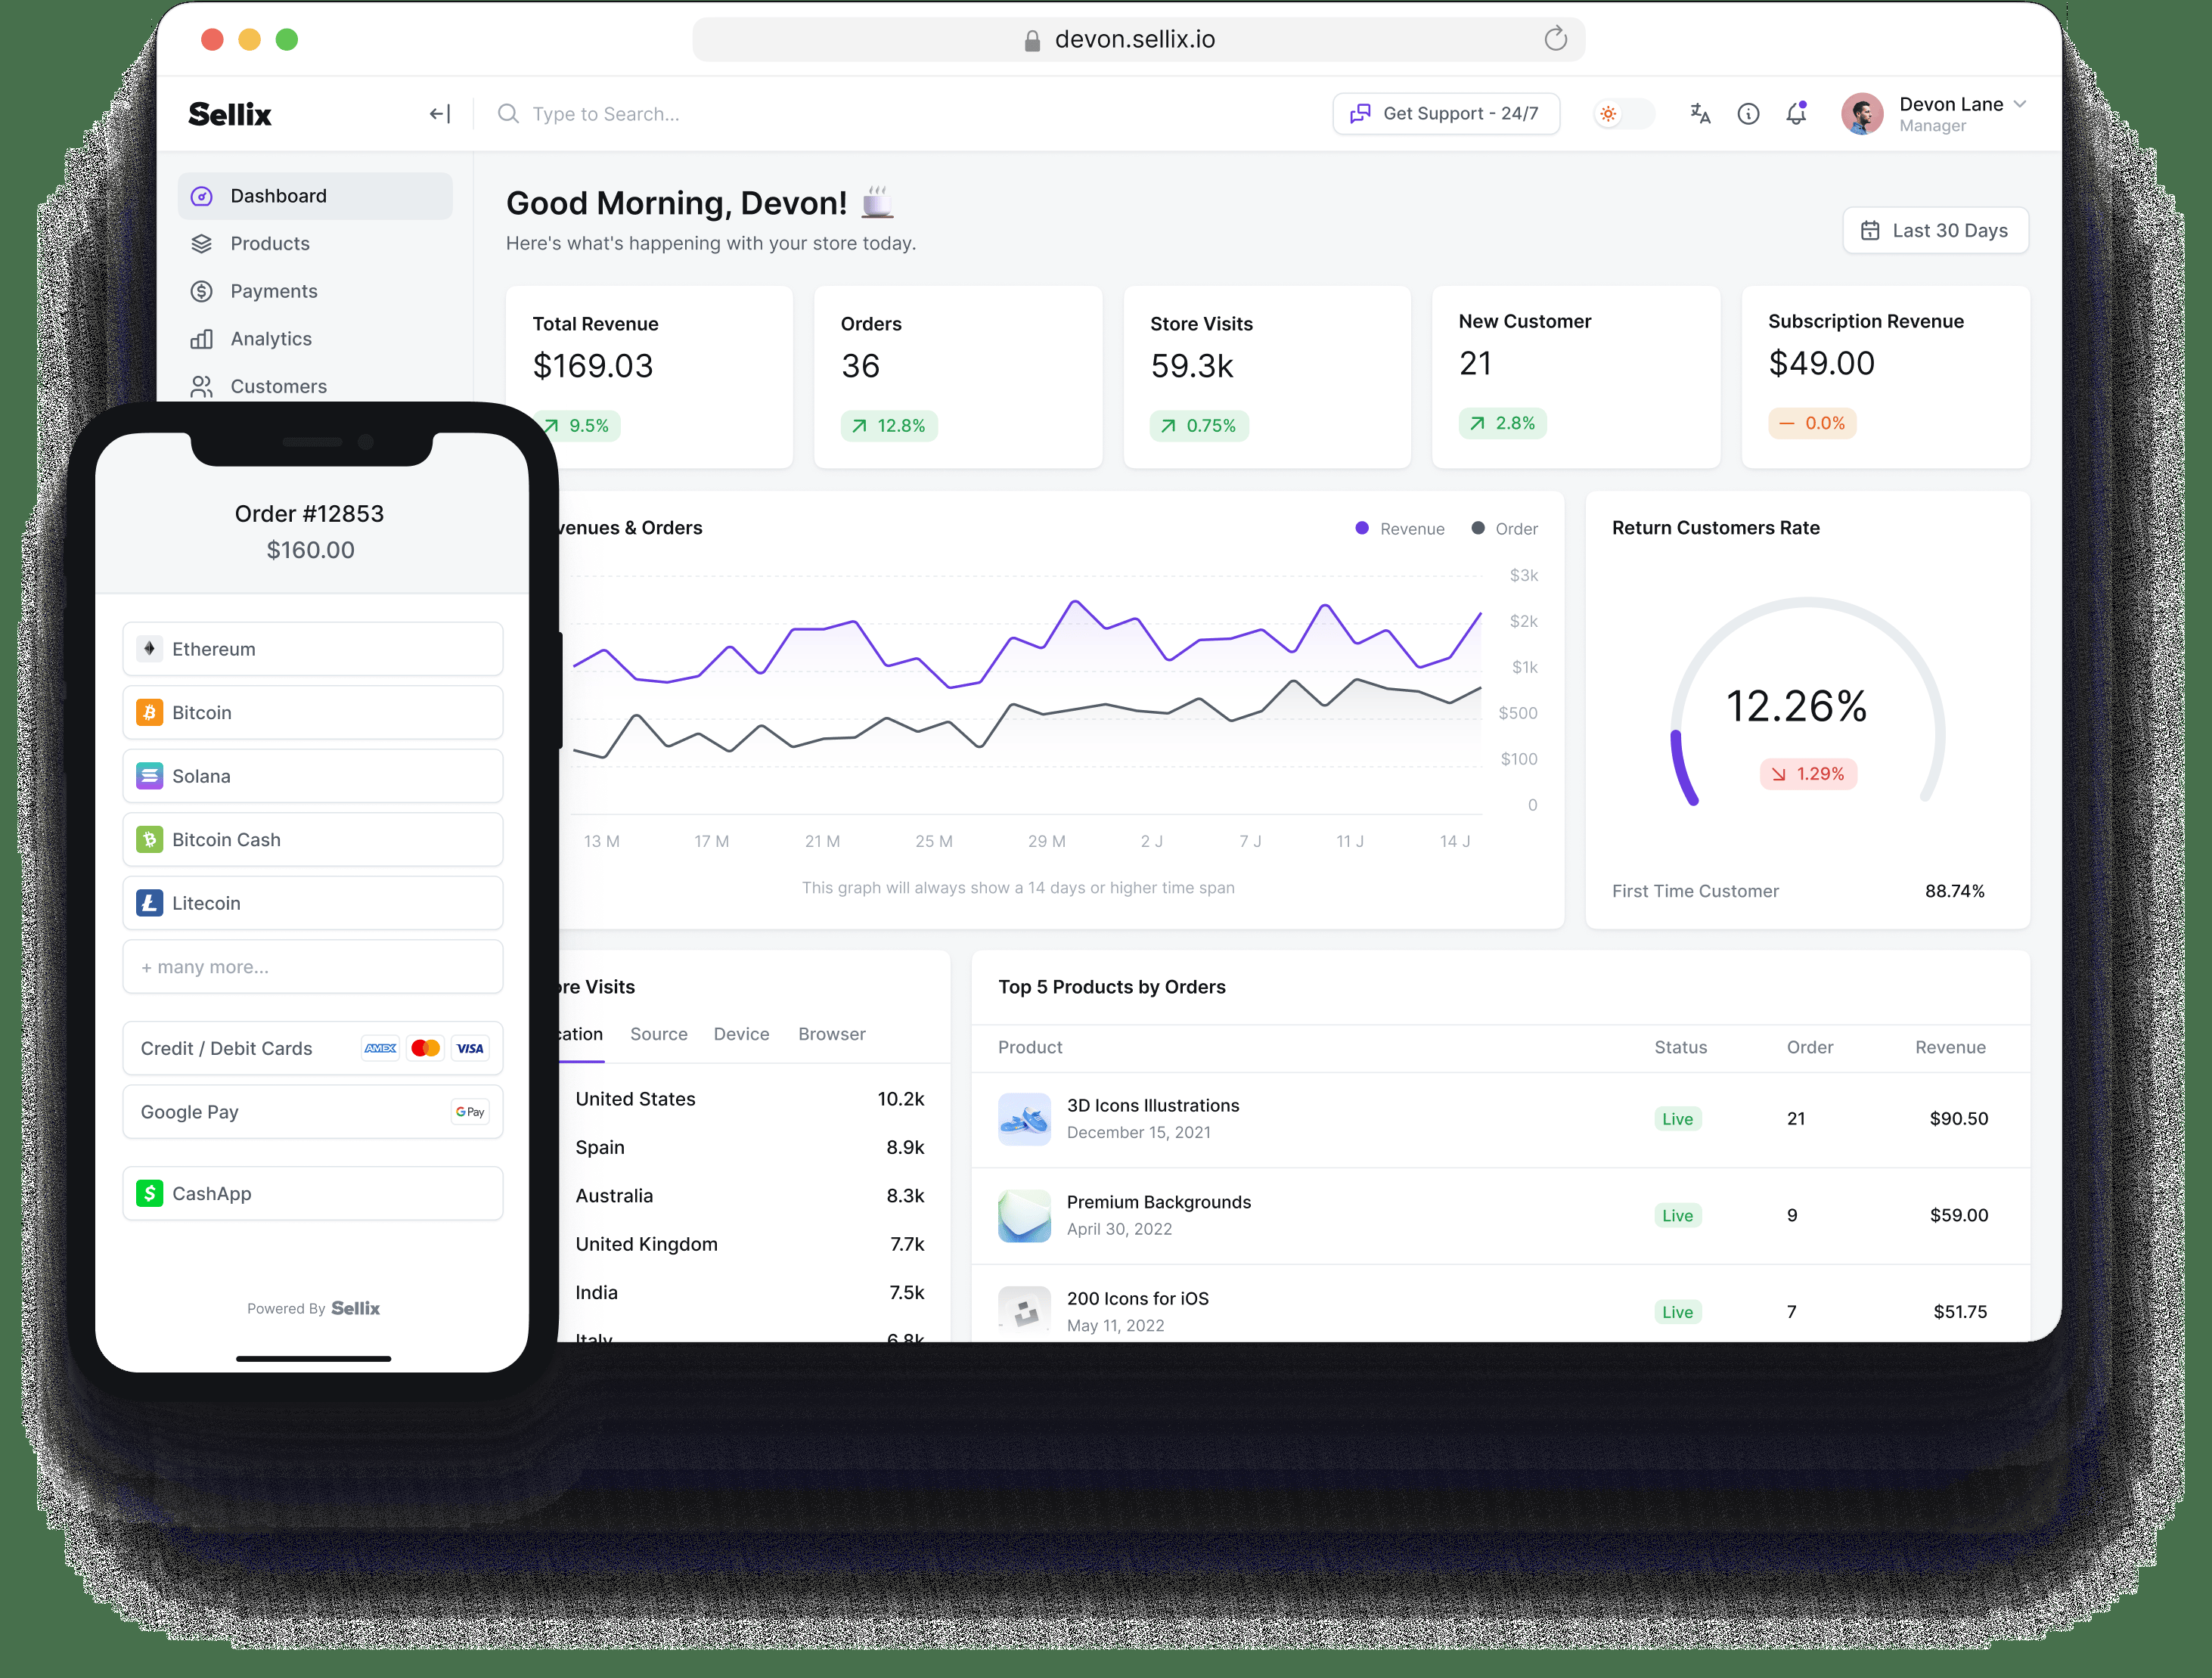 devon.sellix.io
Sellix
Type to Search...
Get Support - 24/7
Devon Lane
Manager
Dashboard
Products
Payments
Analytics
Customers
Good Morning, Devon!
Here's what's happening with your store today.
Last 30 Days
Total Revenue
$169.03
9.5%
Orders
36
12.8%
Store Visits
59.3k
0.75%
New Customer
21
2.8%
Subscription Revenue
$49.00
0.0%
venues & Orders
Revenue
Order
$3k
$2k
$1k
$500
$100
0
13 M 17 M 21 M 25 M 29 M 2 J 7 J 11 J 14 J
This graph will always show a 14 days or higher time span
Return Customers Rate
12.26%
1.29%
First Time Customer 88.74%
ore Visits
cation Source Device Browser
United States 10.2k
Spain 8.9k
Australia 8.3k
United Kingdom 7.7k
India 7.5k
Italy 6.8k
Top 5 Products by Orders
Product Status Order Revenue
3D Icons Illustrations
December 15, 2021
Live 21 $90.50
Premium Backgrounds
April 30, 2022
Live 9 $59.00
200 Icons for iOS
May 11, 2022
Live 7 $51.75
Order #12853
$160.00
Ethereum
Bitcoin
Solana
Bitcoin Cash
Litecoin
+ many more...
Credit / Debit Cards AMEX VISA
Google Pay G Pay
CashApp
Powered By Sellix